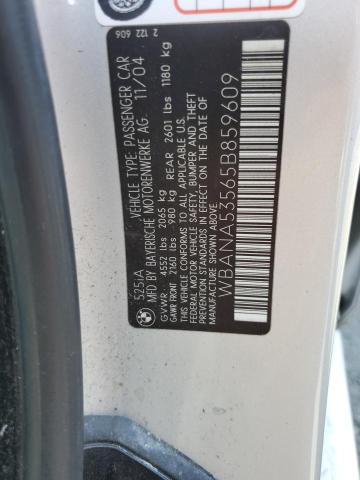 2 122 606
525IA
VEHICLE TYPE: PASSENGER CAR
MFD BY BAYERISCHE MOTORENWERKE AG. 11/04
GVWR 4552 lbs 2065 kg
GAWR FRONT 2160 lbs 980 kg REAR 2601 lbs 1180 kg
THIS VEHICLE CONFORMS TO ALL APPLICABLE U.S.
FEDERAL MOTOR VEHICLE SAFETY, BUMPER AND THEFT
PREVENTION STANDARDS IN EFFECT ON THE DATE OF
MANUFACTURE SHOWN ABOVE.
WBANA53565B859609